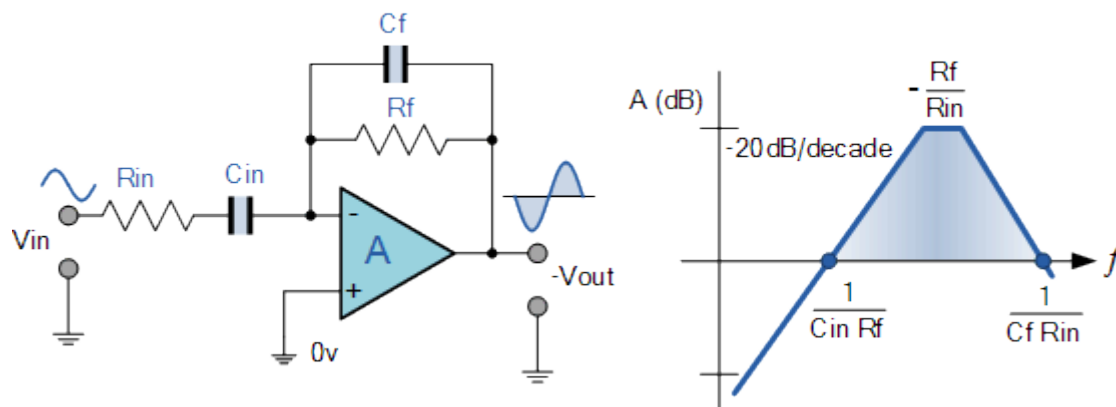 Cf
Rf
Rin
Cin
Vin
-
A
+
0v
-Vout
A (dB)
- Rf
Rin
-20dB/decade
f
1
Cin Rf
1
Cf Rin